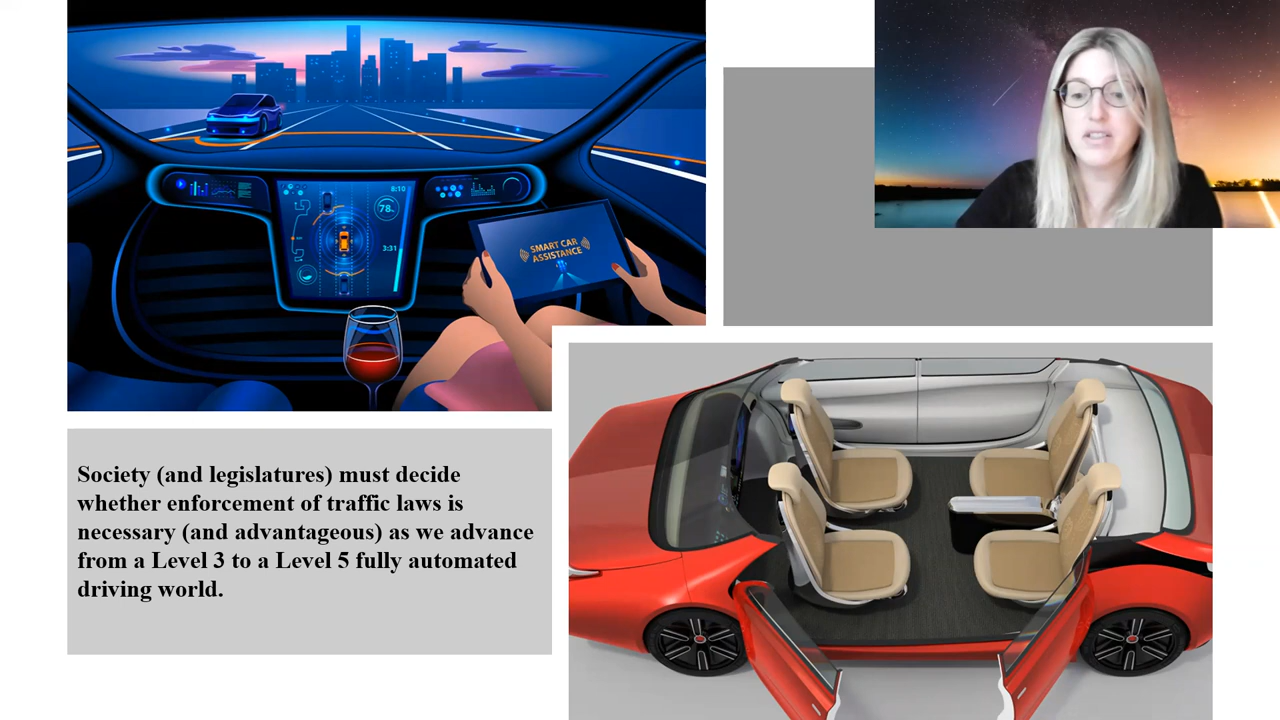 8:10
78%
3:31
SMART CAR
ASSISTANCE
Society (and legislatures) must decide
whether enforcement of traffic laws is
necessary (and advantageous) as we advance
from a Level 3 to a Level 5 fully automated
driving world.